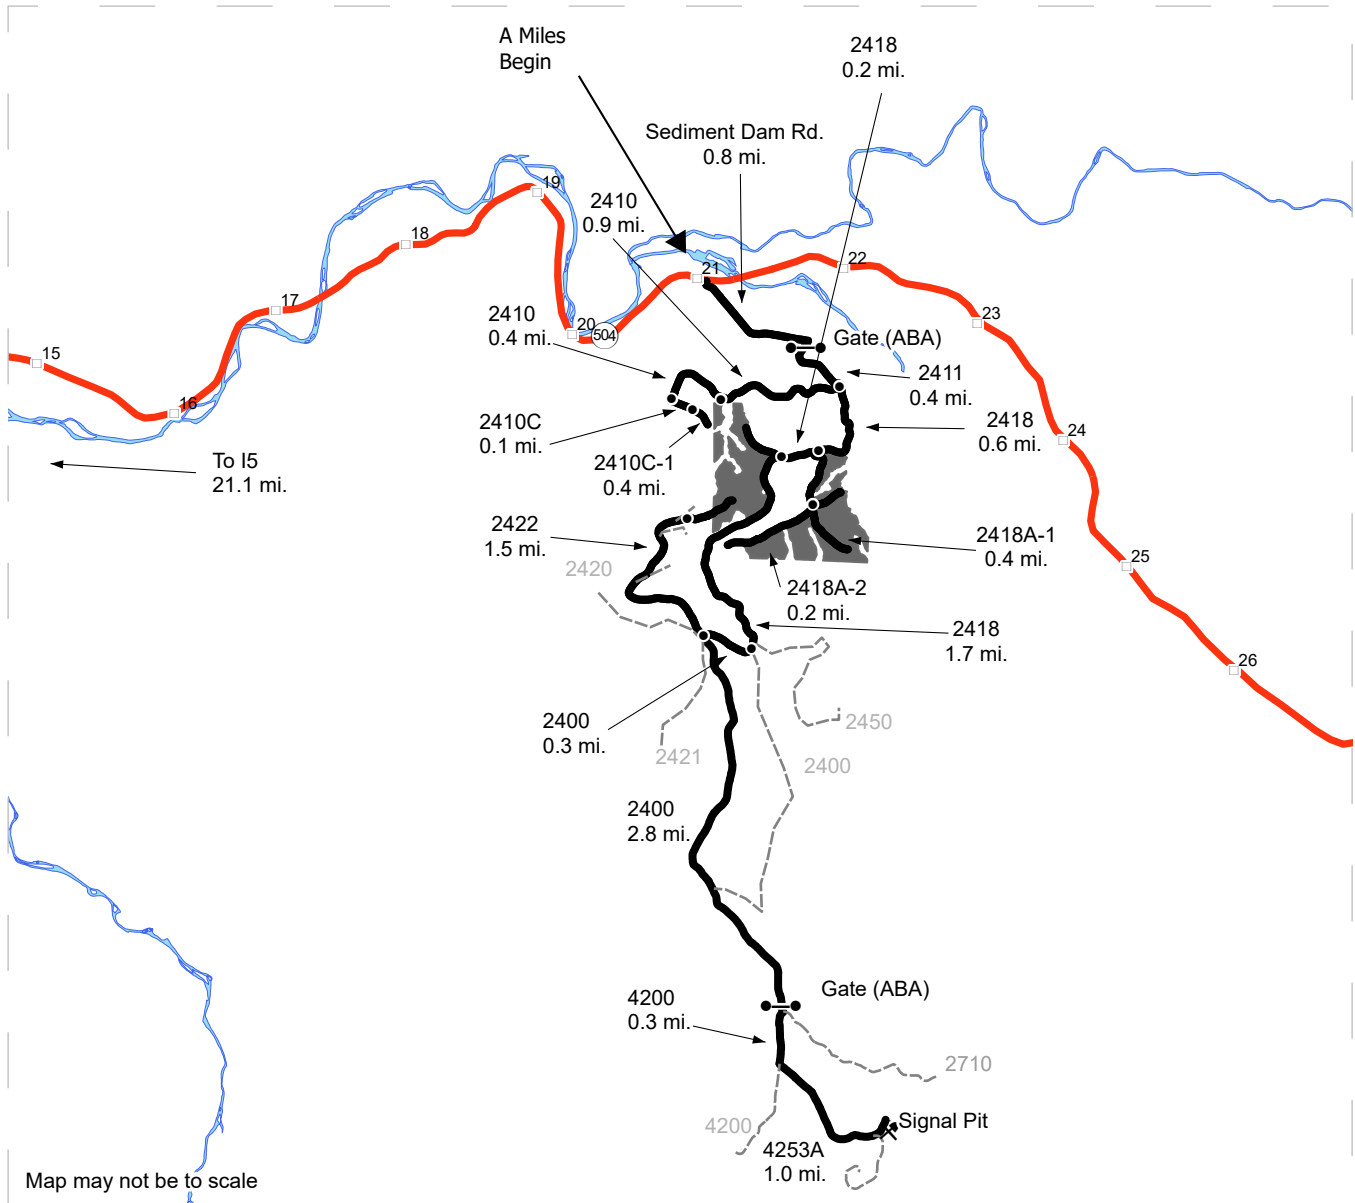 A Miles
Begin
2418
0.2 mi.
Sediment Dam Rd.
0.8 mi.
2410
0.9 mi.
19
18
17
21
22
23
20
504
2410
0.4 mi.
Gate (ABA)
15
16
2411
0.4 mi.
2410C
0.1 mi.
2418
0.6 mi.
24
To I5
21.1 mi.
2410C-1
0.4 mi.
2422
1.5 mi.
2418A-1
0.4 mi.
25
2420
2418A-2
0.2 mi.
2418
1.7 mi.
26
2400
0.3 mi.
2450
2421
2400
2400
2.8 mi.
Gate (ABA)
4200
0.3 mi.
2710
4200
Signal Pit
4253A
1.0 mi.
Map may not be to scale